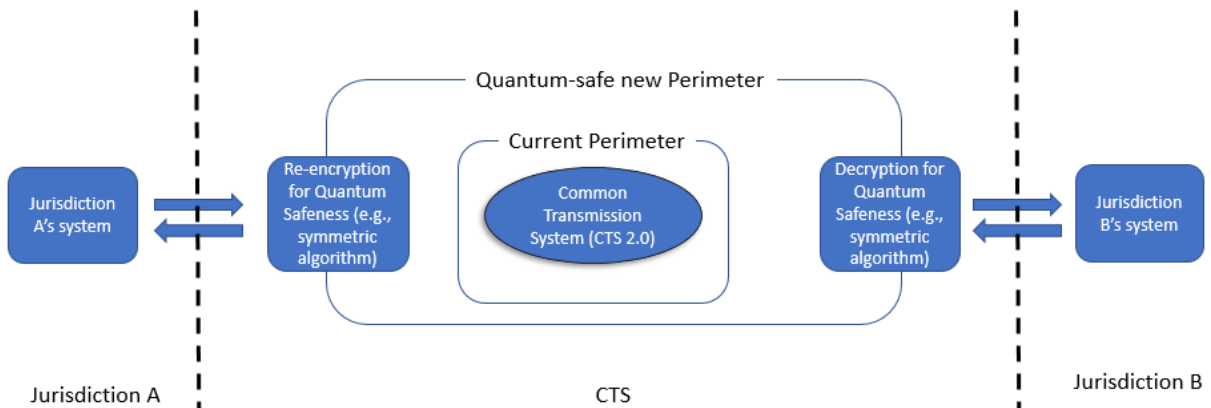 Quantum-safe new Perimeter
Current Perimeter
Jurisdiction
A's system
Re-encryption
for Quantum
Safeness (e.g.,
symmetric
algorithm)
Common
Transmission
System (CTS 2.0)
Decryption for
Quantum
Safeness (e.g.,
symmetric
algorithm)
Jurisdiction
B's system
Jurisdiction A
CTS
Jurisdiction B